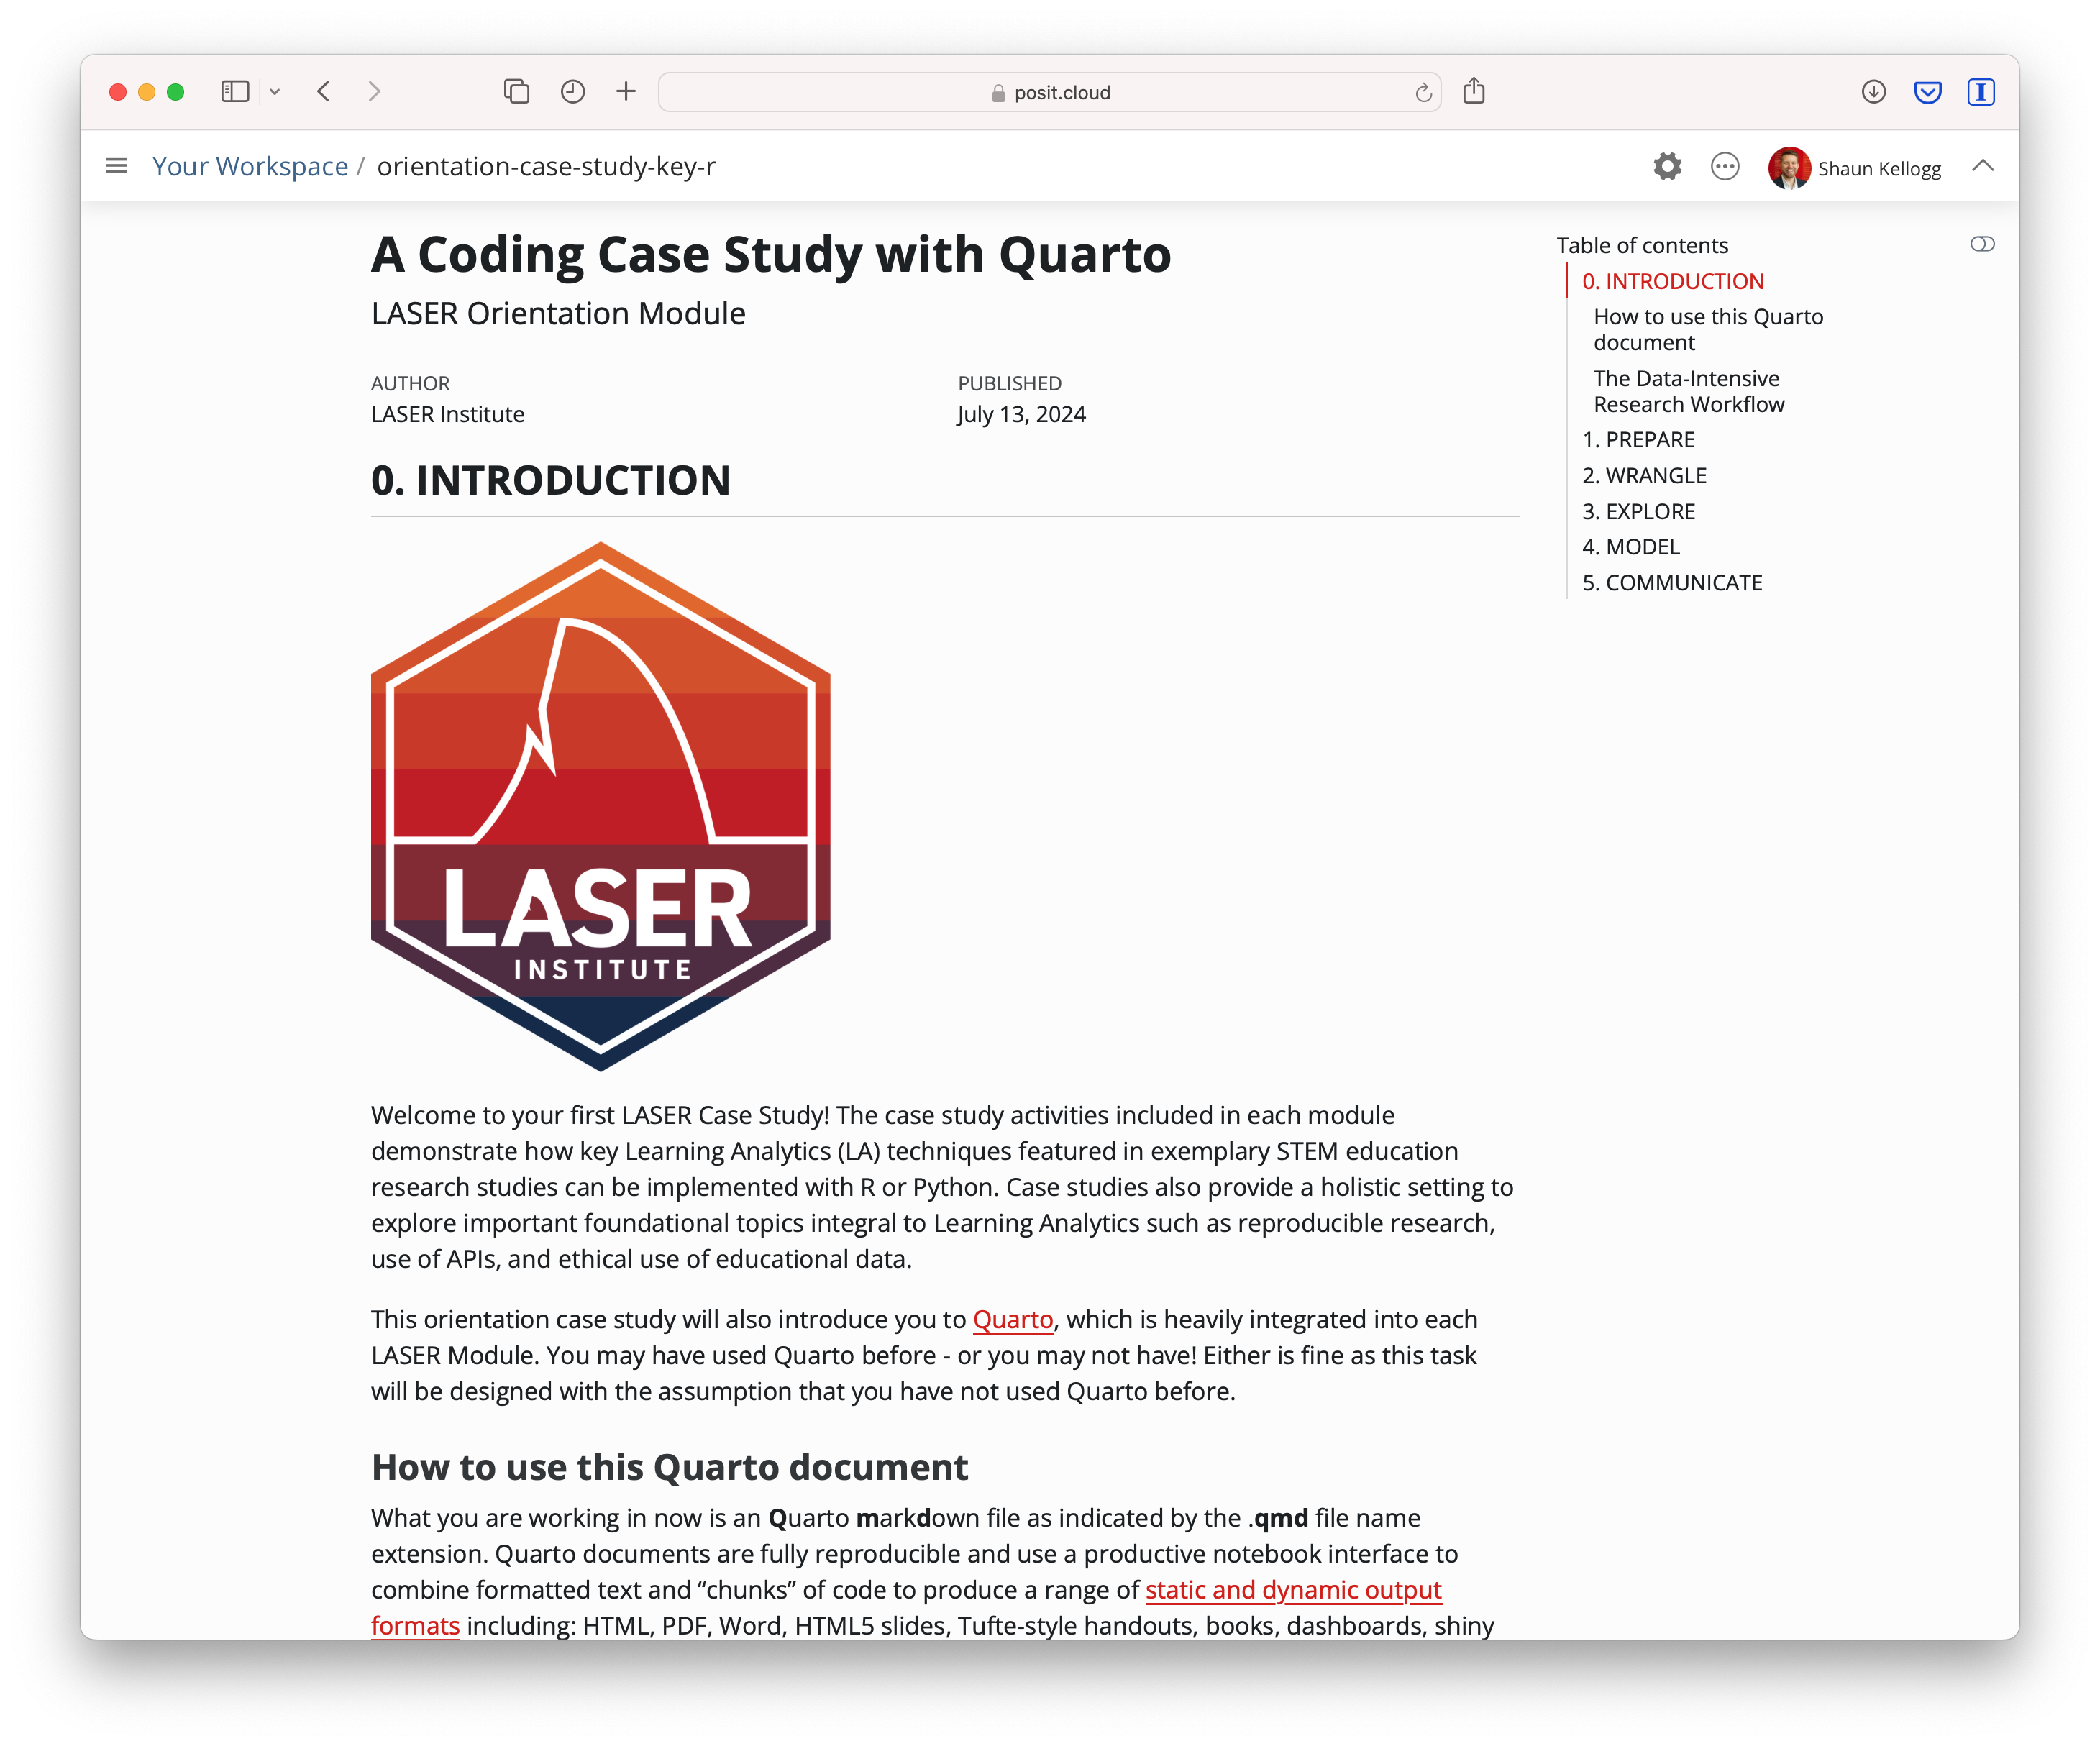 posit.cloud
Your Workspace / orientation-case-study-key-r
Shaun Kellogg
A Coding Case Study with Quarto
LASER Orientation Module
AUTHOR
PUBLISHED
LASER Institute
July 13, 2024
0. INTRODUCTION
LASER
INSTITUTE
Welcome to your first LASER Case Study! The case study activities included in each module
demonstrate how key Learning Analytics (LA) techniques featured in exemplary STEM education
research studies can be implemented with R or Python. Case studies also provide a holistic setting to
explore important foundational topics integral to Learning Analytics such as reproducible research,
use of APIs, and ethical use of educational data.
This orientation case study will also introduce you to Quarto, which is heavily integrated into each
LASER Module. You may have used Quarto before - or you may not have! Either is fine as this task
will be designed with the assumption that you have not used Quarto before.
How to use this Quarto document
What you are working in now is an Quarto markdown file as indicated by the .qmd file name
extension. Quarto documents are fully reproducible and use a productive notebook interface to
combine formatted text and “chunks” of code to produce a range of static and dynamic output
formats including: HTML, PDF, Word, HTML5 slides, Tufte-style handouts, books, dashboards, shiny
Table of contents
0. INTRODUCTION
How to use this Quarto
document
The Data-Intensive
Research Workflow
1. PREPARE
2. WRANGLE
3. EXPLORE
4. MODEL
5. COMMUNICATE